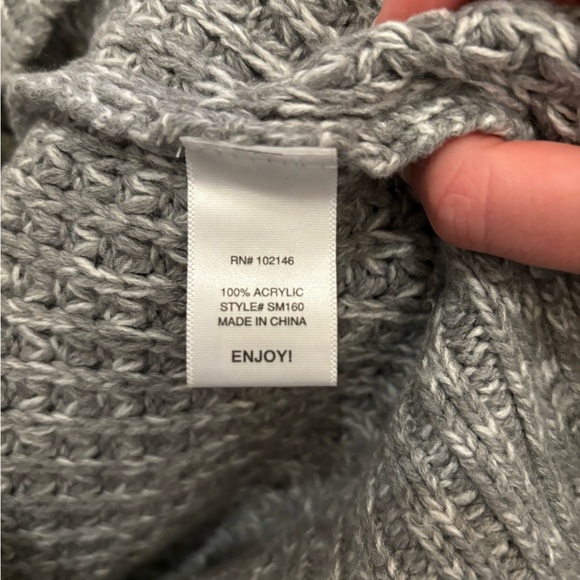 RN# 102146
100% ACRYLIC
STYLE# SM160
MADE IN CHINA
ENJOY!